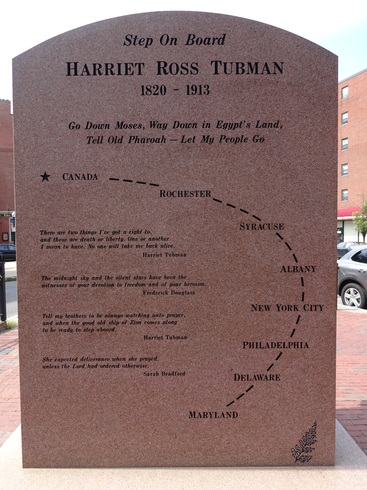 Step On Board
HARRIET ROSS TUBMAN
1820 - 1913
Go Down Moses, Way Down in Egypt's Land,
Tell Old Pharoah — Let My People Go
★ CANADA
ROCHESTER
SYRACUSE
ALBANY
NEW YORK CITY
PHILADELPHIA
DELAWARE
MARYLAND
There are two things I've got a right to,
and these are death or liberty. One or another
I mean to have. No one will take me back alive.
Harriet Tubman
The midnight sky and the silent stars have been the
witnesses of your devotion to freedom and of your heroism.
Frederick Douglass
Tell my brothers to be always watching unto prayer,
and when the good old ship of Zion comes along
to be ready to step aboard.
Harriet Tubman
She expected deliverance when she prayed,
unless the Lord had ordered otherwise.
Sarah Bradford